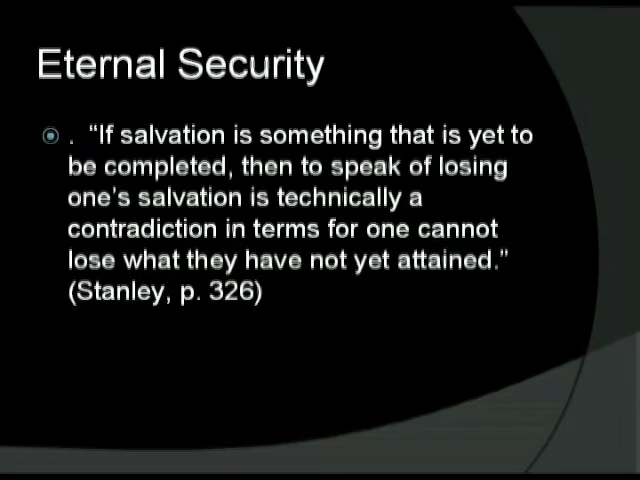 Eternal Security
. “If salvation is something that is yet to
be completed, then to speak of losing
one’s salvation is technically a
contradiction in terms for one cannot
lose what they have not yet attained.”
(Stanley, p. 326)